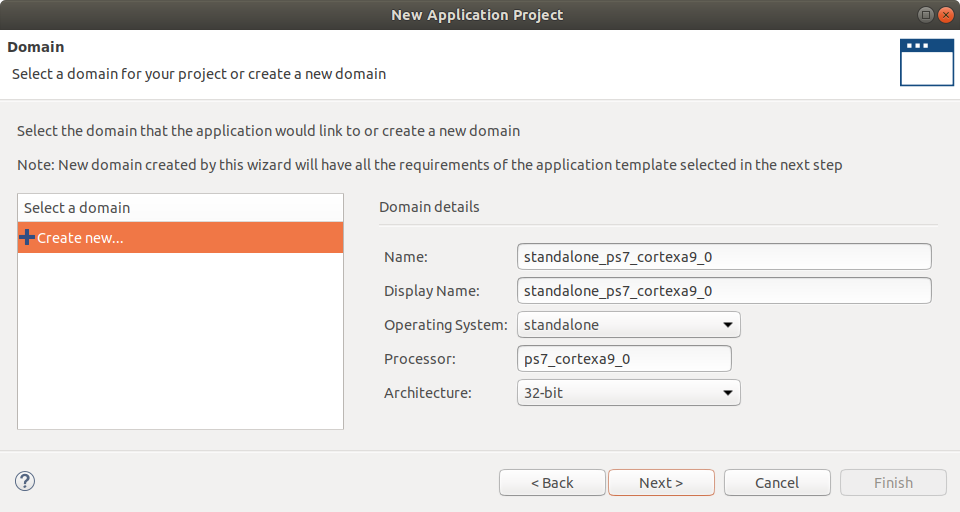 New Application Project
Domain
Select a domain for your project or create a new domain
Select the domain that the application would link to or create a new domain
Note: New domain created by this wizard will have all the requirements of the application template selected in the next step
Select a domain
Create new...
Domain details
Name: standalone_ps7_cortexa9_0
Display Name: standalone_ps7_cortexa9_0
Operating System: standalone
Processor: ps7_cortexa9_0
Architecture: 32-bit
? < Back Next > Cancel Finish